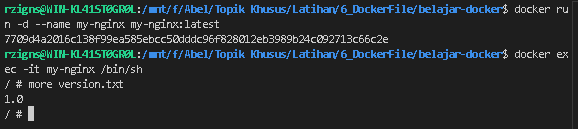 rzigns@WIN-KL41ST0GR0L:/mnt/f/Abel/Topik Khusus/Latihan/6_DockerFile/belajar-docker$ docker ru
n -d --name my-nginx my-nginx:latest
7709d4a2016c138f99ea585ebcc50dddc96f828012eb3989b24c092713c66c2e
rzigns@WIN-KL41ST0GR0L:/mnt/f/Abel/Topik Khusus/Latihan/6_DockerFile/belajar-docker$ docker ex
ec -it my-nginx /bin/sh
/ # more version.txt
1.0
/ #